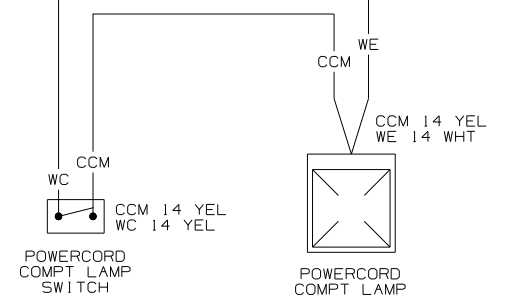 WE
CCM
CCM 14 YEL
WE 14 WHT
CCM
WC
CCM 14 YEL
WC 14 YEL
POWERCORD
COMPT LAMP
SWITCH
POWERCORD
COMPT LAMP